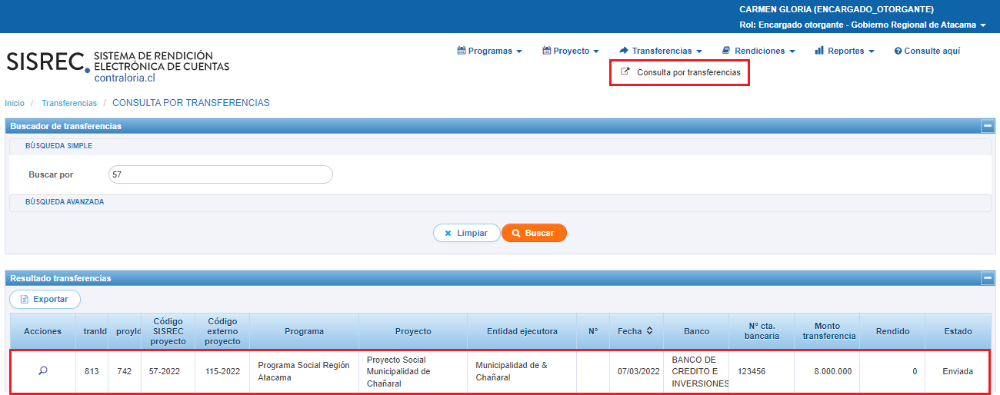 CARMEN GLORIA (ENCARGADO_OTORGANTE)
Rol: Encargado otorgante - Gobierno Regional de Atacama
SISREC.
SISTEMA DE RENDICIÓN
ELECTRÓNICA DE CUENTAS
contraloria.cl
Programas Proyecto Transferencias Rendiciones Reportes Consulte aquí
Consulta por transferencias
Inicio / Transferencias / CONSULTA POR TRANSFERENCIAS
Buscador de transferencias
BÚSQUEDA SIMPLE
Buscar por 57
BÚSQUEDA AVANZADA
Limpiar Buscar
Resultado transferencias
Exportar
Acciones tranId proyId Código SISREC proyecto Código externo proyecto Programa Proyecto Entidad ejecutora N° Fecha Banco N° cta. bancaria Monto transferencia Rendido Estado
813 742 57-2022 115-2022 Programa Social Región Atacama Proyecto Social Municipalidad de Chañaral Municipalidad de & Chañaral 07/03/2022 BANCO DE CREDITO E INVERSIONES 123456 8.000.000 0 Enviada